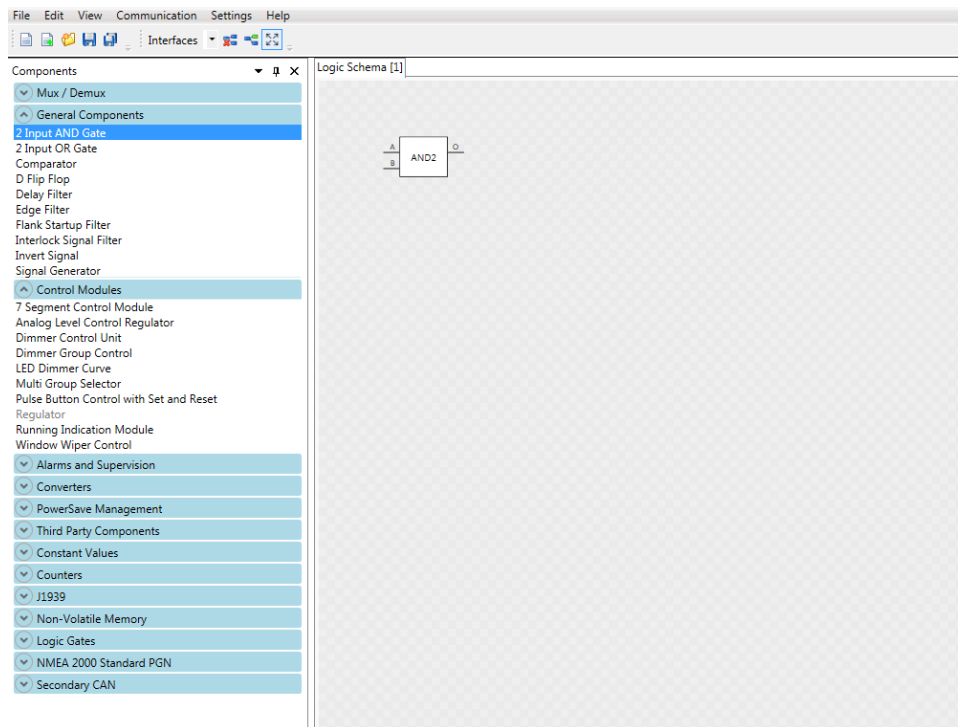 File Edit View Communication Settings Help
Interfaces
Components
Logic Schema [1]
Mux / Demux
General Components
2 Input AND Gate
2 Input OR Gate
Comparator
D Flip Flop
Delay Filter
Edge Filter
Flank Startup Filter
Interlock Signal Filter
Invert Signal
Signal Generator
Control Modules
7 Segment Control Module
Analog Level Control Regulator
Dimmer Control Unit
Dimmer Group Control
LED Dimmer Curve
Multi Group Selector
Pulse Button Control with Set and Reset
Regulator
Running Indication Module
Window Wiper Control
Alarms and Supervision
Converters
PowerSave Management
Third Party Components
Constant Values
Counters
J1939
Non-Volatile Memory
Logic Gates
NMEA 2000 Standard PGN
Secondary CAN
A O
AND2
B